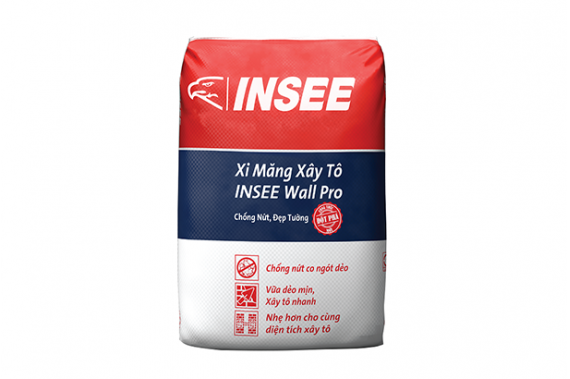 INSEE
Xi Măng Xây Tô
INSEE Wall Pro
Chống Nứt, Đẹp Tường
ĐỘT PHÁ
Chống nứt co ngót dẻo
Vữa dẻo mịn,
Xây tô nhanh
Nhẹ hơn cho cùng
diện tích xây tô